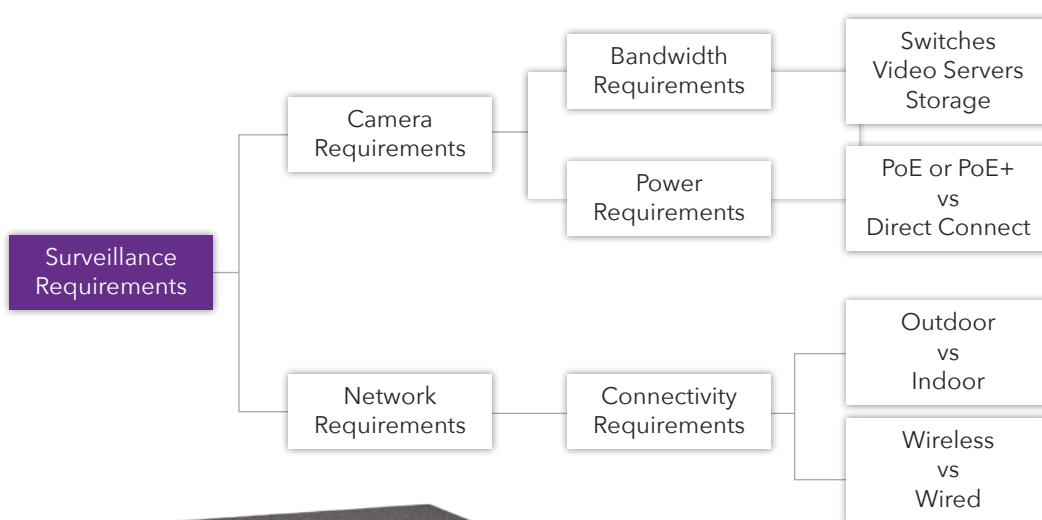 Surveillance
Requirements
Camera
Requirements
Bandwidth
Requirements
Switches
Video Servers
Storage
Power
Requirements
PoE or PoE+
vs
Direct Connect
Network
Requirements
Connectivity
Requirements
Outdoor
vs
Indoor
Wireless
vs
Wired